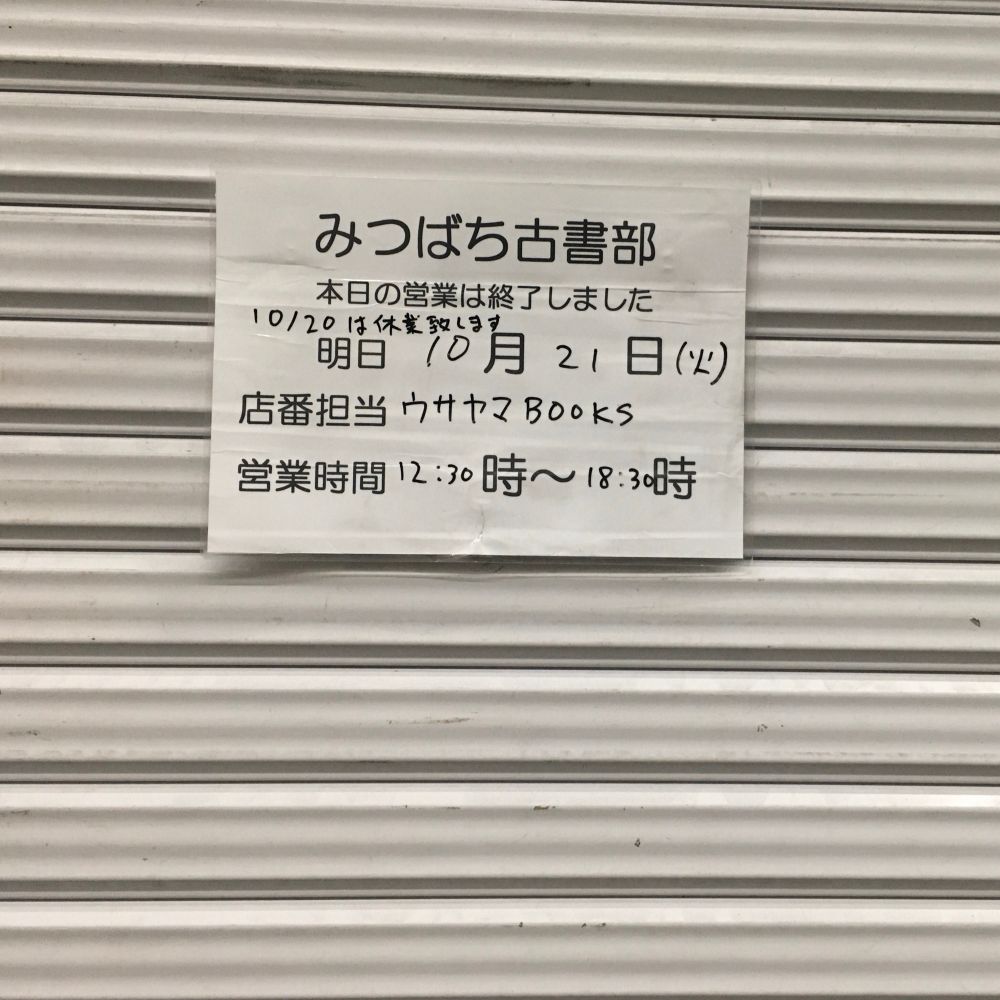 みつばち古書部
本日の営業は終了しました
10/20は休業致します
明日 10月21日(火)
店番担当 ウサヤマBOOKS
営業時間 12:30時〜18:30時